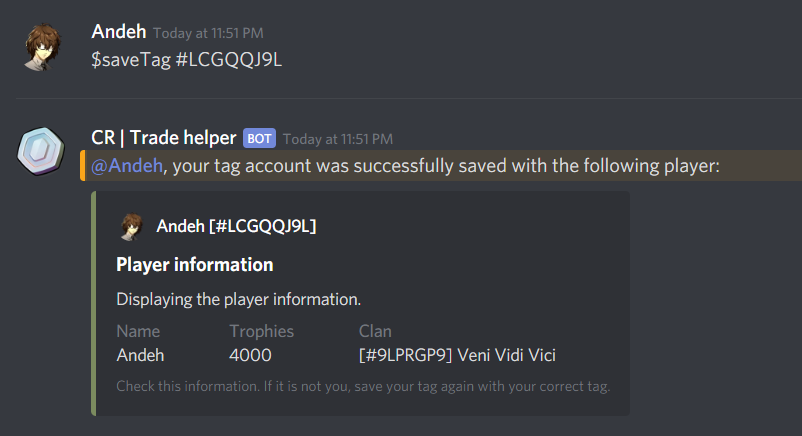 Andeh Today at 11:51 PM
$saveTag #LCGQQJ9L
CR | Trade helper BOT Today at 11:51 PM
@Andeh, your tag account was successfully saved with the following player:
Andeh [#LCGQQJ9L]
Player information
Displaying the player information.
Name Trophies Clan
Andeh 4000 [#9LPRGP9] Veni Vidi Vici
Check this information. If it is not you, save your tag again with your correct tag.